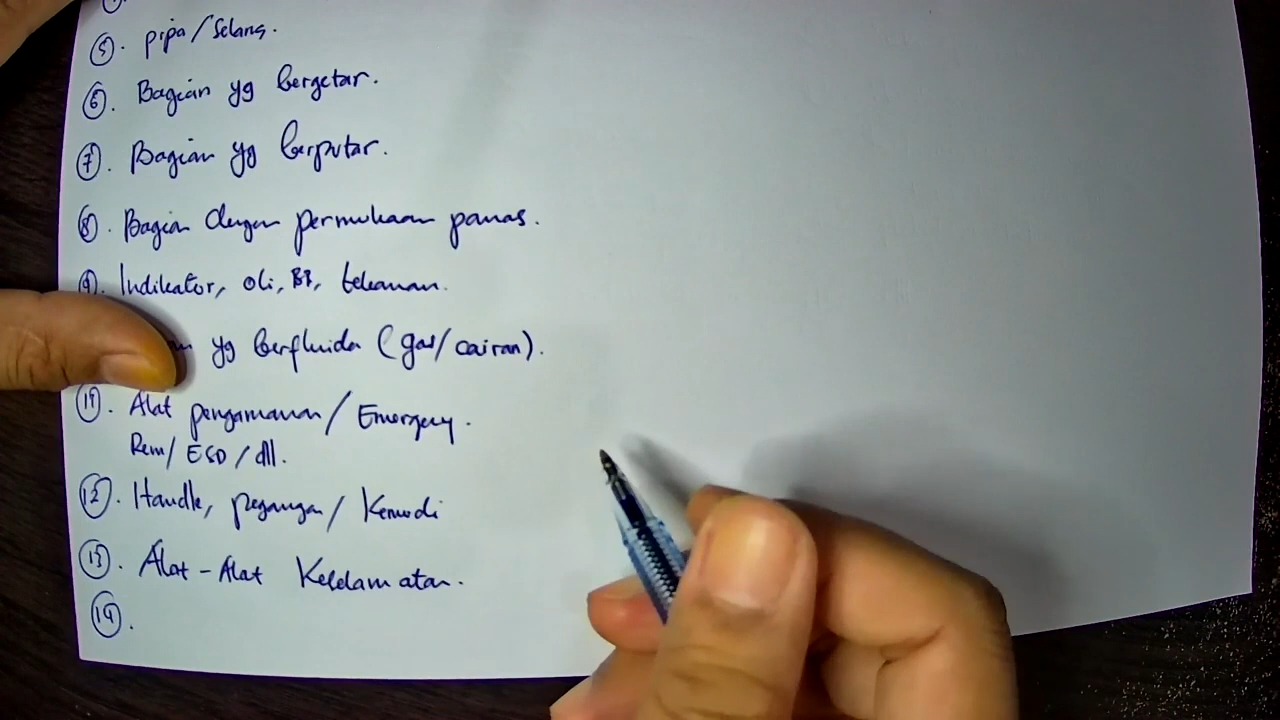 5. pipa/Selang.
6. Bagian yg bergetar.
7. Bagian yg berputar.
8. Bagian dengan permukaan panas.
9. Indikator, oli, BB, tekanan.
yg berfluida (gas/cairan).
11. Alat pengamanan/Emergency.
Rem/ESD/dll.
12. Handle, pegangan/Kemudi
13. Alat-Alat Keselamatan.
14.